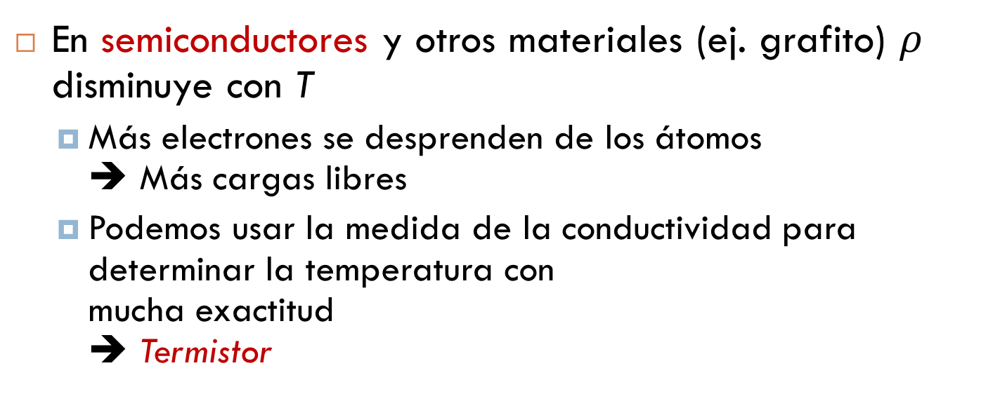 En semiconductores y otros materiales (ej. grafito) ρ
disminuye con T
Más electrones se desprenden de los átomos
➔ Más cargas libres
Podemos usar la medida de la conductividad para
determinar la temperatura con
mucha exactitud
➔ Termistor